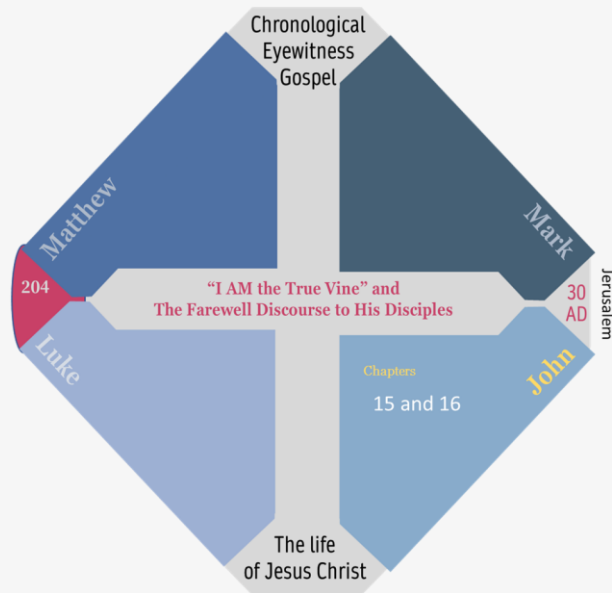 Chronological
Eyewitness
Gospel
Matthew
Mark
204
“I AM the True Vine” and
The Farewell Discourse to His Disciples
30
AD
Jerusalem
Luke
John
Chapters
15 and 16
The life
of Jesus Christ